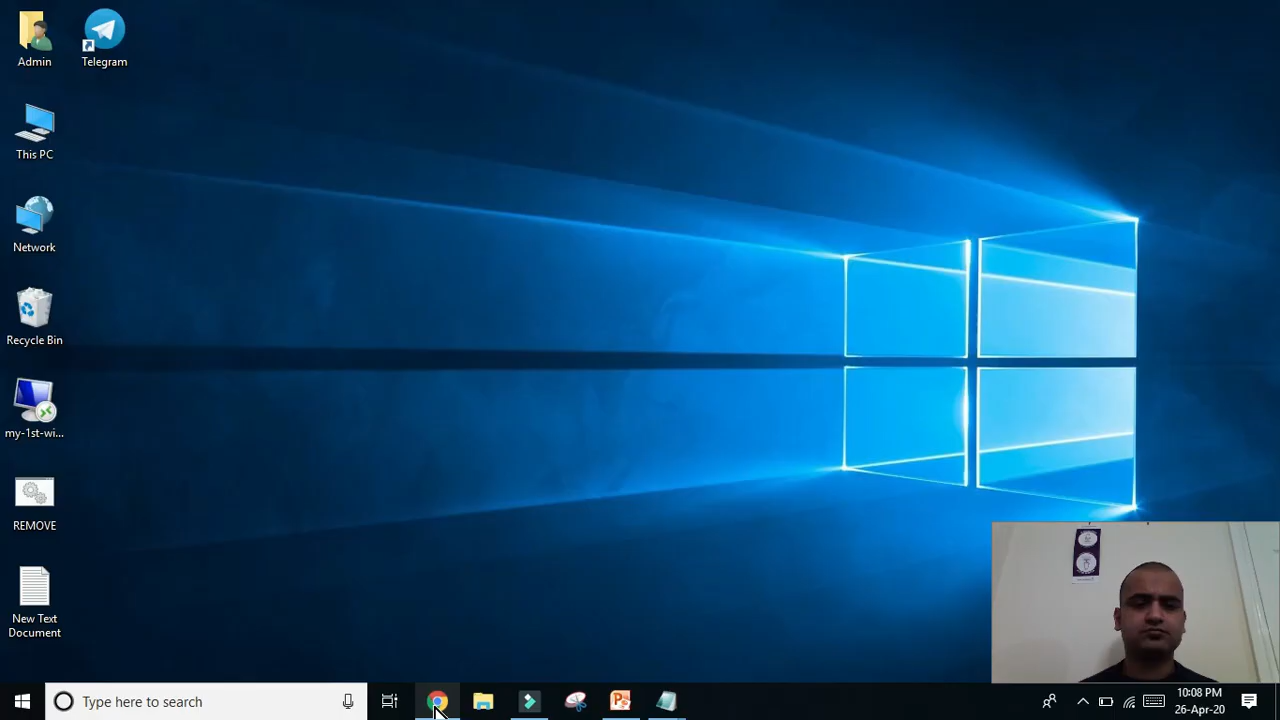 Admin
Telegram
This PC
Network
Recycle Bin
my-1st-wi...
REMOVE
New Text
Document
Type here to search
10:08 PM
26-Apr-20